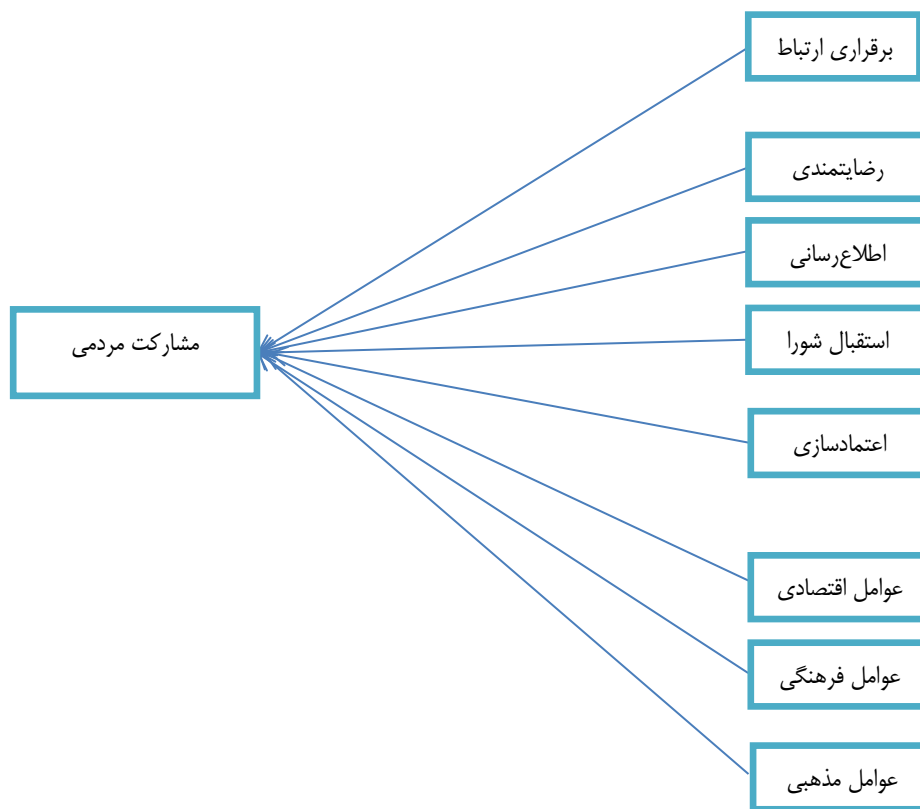 برقراری ارتباط
رضایتمندی
اطلاع‌رسانی
استقبال شورا
مشارکت مردمی
اعتمادسازی
عوامل اقتصادی
عوامل فرهنگی
عوامل مذهبی